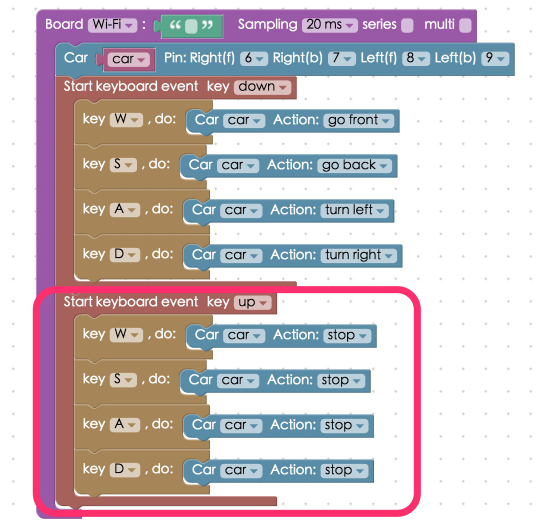 Board Wi-Fi : “ ” Sampling 20 ms series multi
Car car Pin: Right(f) 6 Right(b) 7 Left(f) 8 Left(b) 9
Start keyboard event key down
key W , do: Car car Action: go front
key S , do: Car car Action: go back
key A , do: Car car Action: turn left
key D , do: Car car Action: turn right
Start keyboard event key up
key W , do: Car car Action: stop
key S , do: Car car Action: stop
key A , do: Car car Action: stop
key D , do: Car car Action: stop